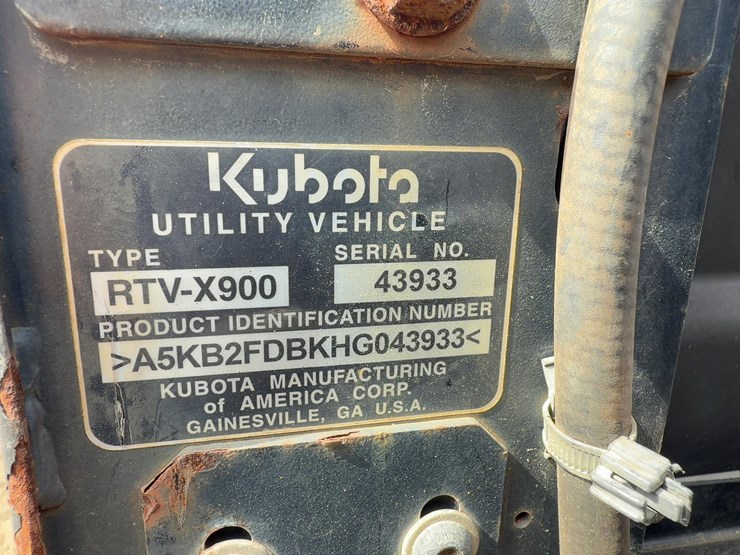 Kubota
UTILITY VEHICLE
TYPE SERIAL NO.
RTV-X900 43933
PRODUCT IDENTIFICATION NUMBER
>A5KB2FDBKHG043933<
KUBOTA MANUFACTURING
of AMERICA CORP.
GAINESVILLE, GA U.S.A.